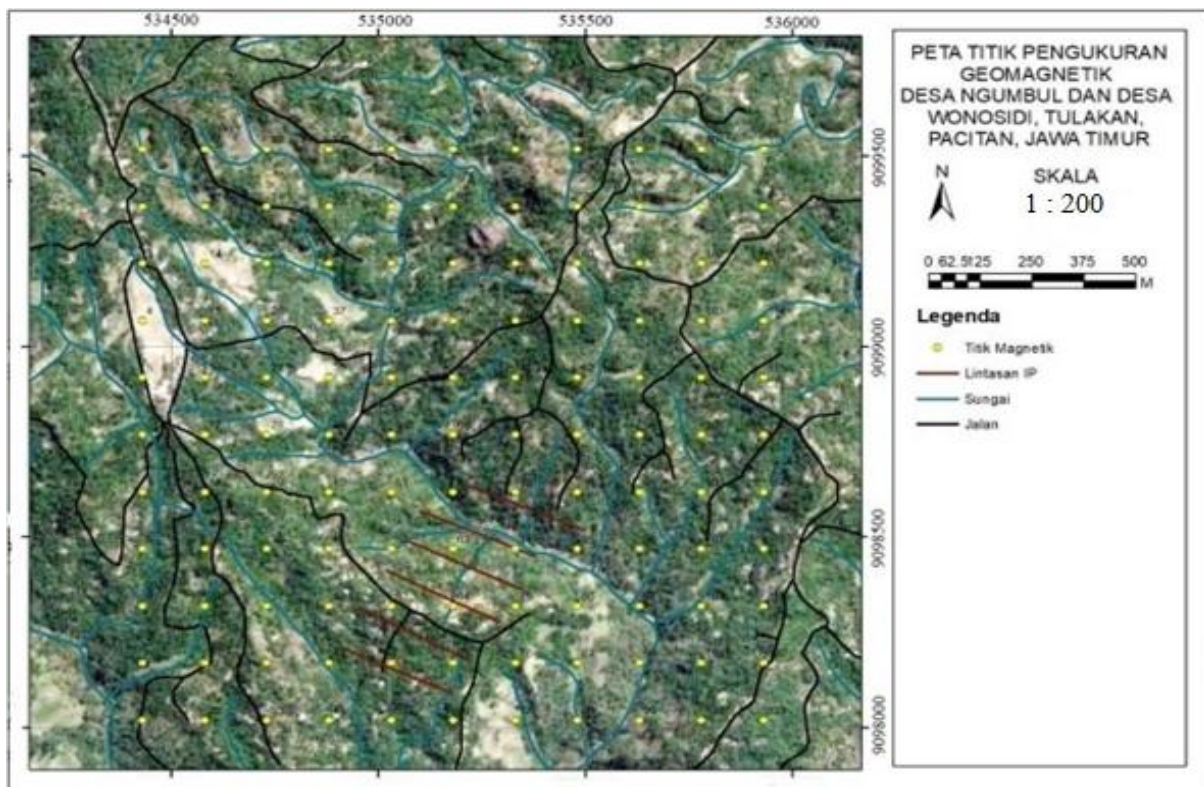 534500 535000 535500 536000
9099500
9099000
9098500
9098000
37
PETA TITIK PENGUKURAN
GEOMAGNETIK
DESA NGUMBUL DAN DESA
WONOSIDI, TULAKAN,
PACITAN, JAWA TIMUR
N
SKALA
1 : 200
0 62.5125 250 375 500
M
Legenda
Titik Magnetik
Lintasan IP
Sungai
Jalan